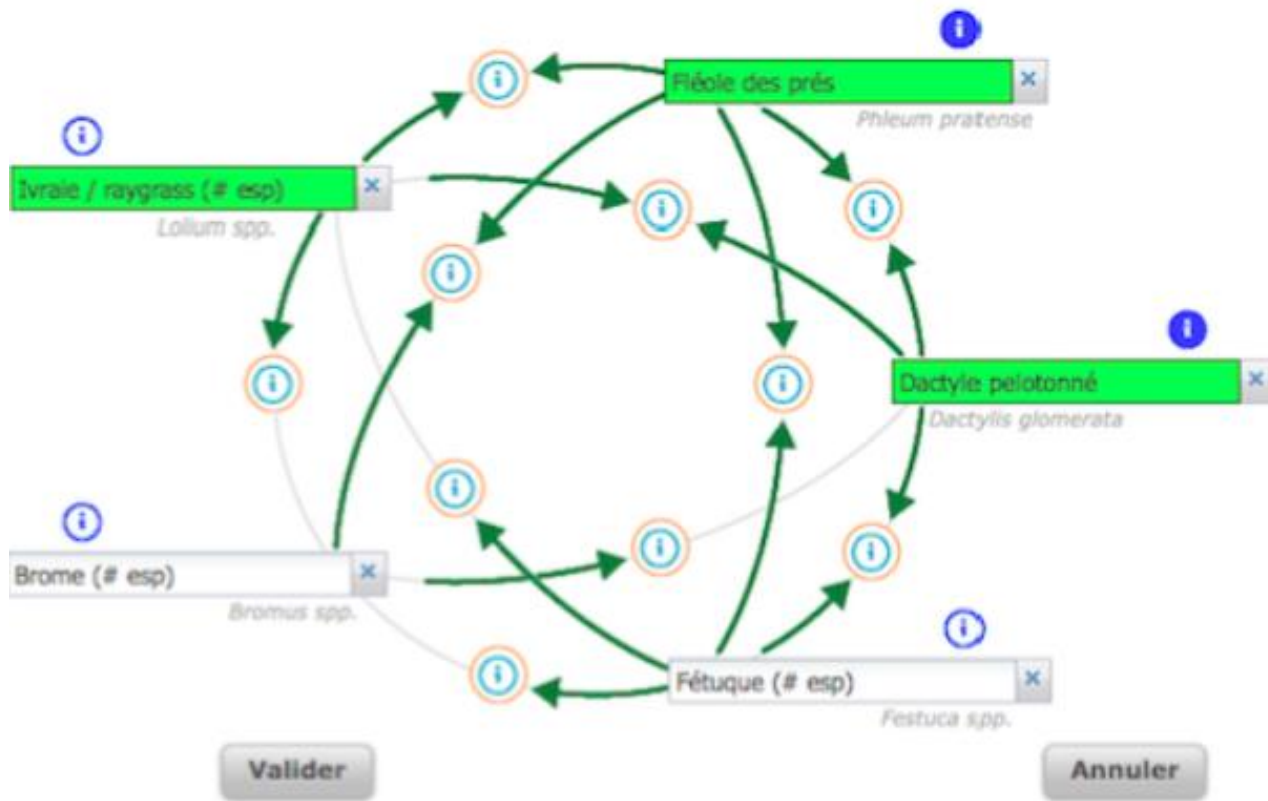 Fléole des prés
Phleum pratense
Ivraie / raygrass (# esp)
Lolium spp.
Dactyle pelotonné
Dactylis glomerata
Brome (# esp)
Bromus spp.
Fétuque (# esp)
Festuca spp.
Valider
Annuler